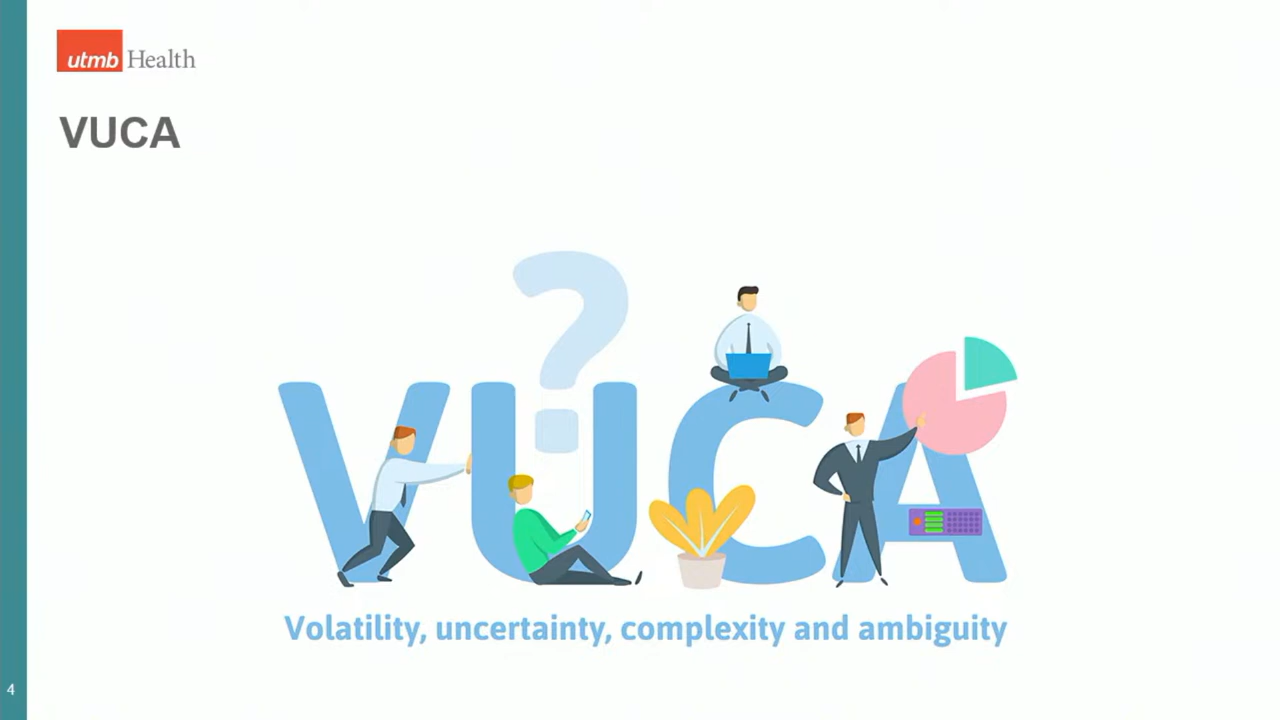 utmb Health
VUCA
?
VUCA
Volatility, uncertainty, complexity and ambiguity
4